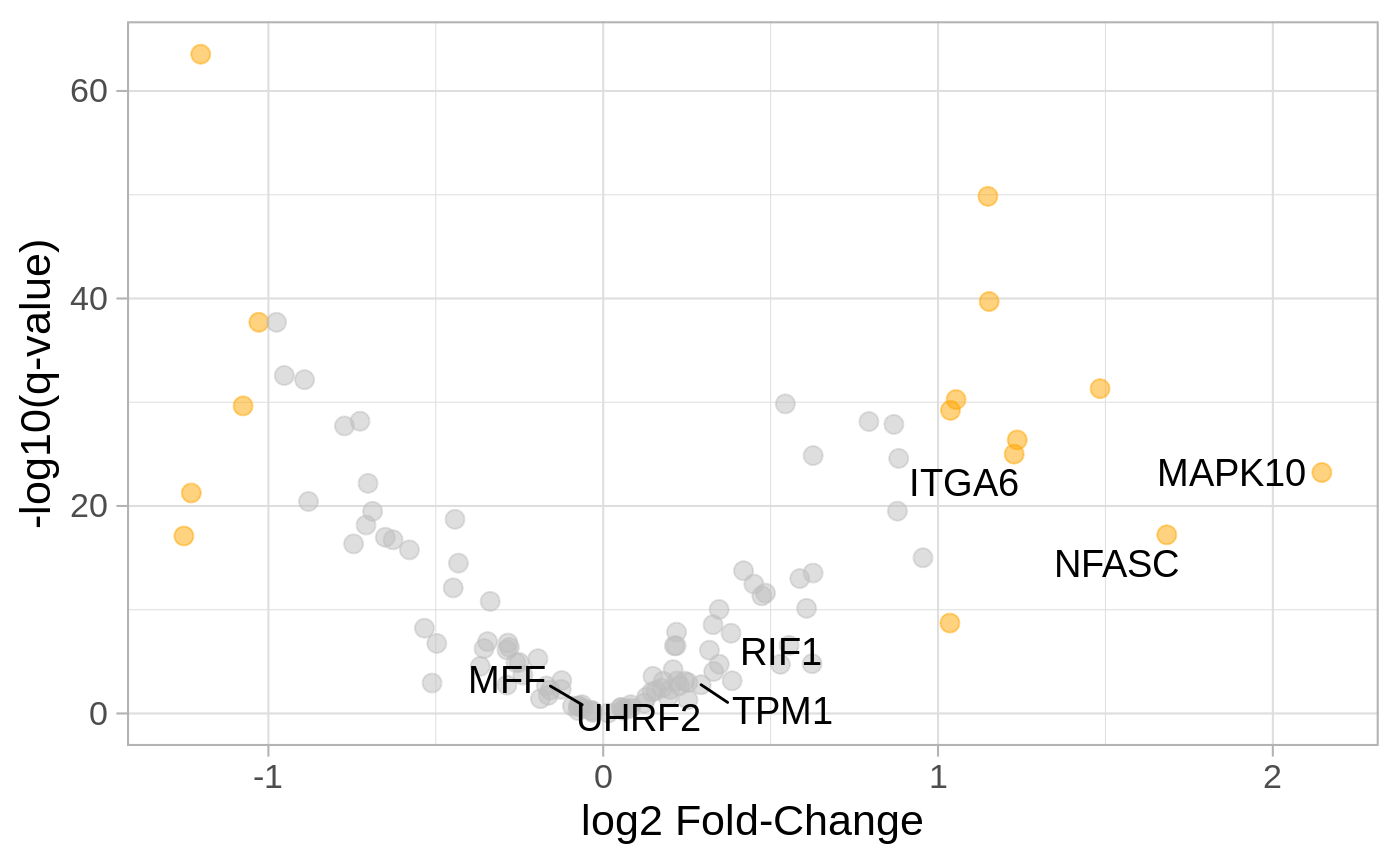 60
40
20
0
-log10(q-value)
ITGA6
MAPK10
NFASC
RIF1
MFF
UHRF2
TPM1
-1
0
1
2
log2 Fold-Change